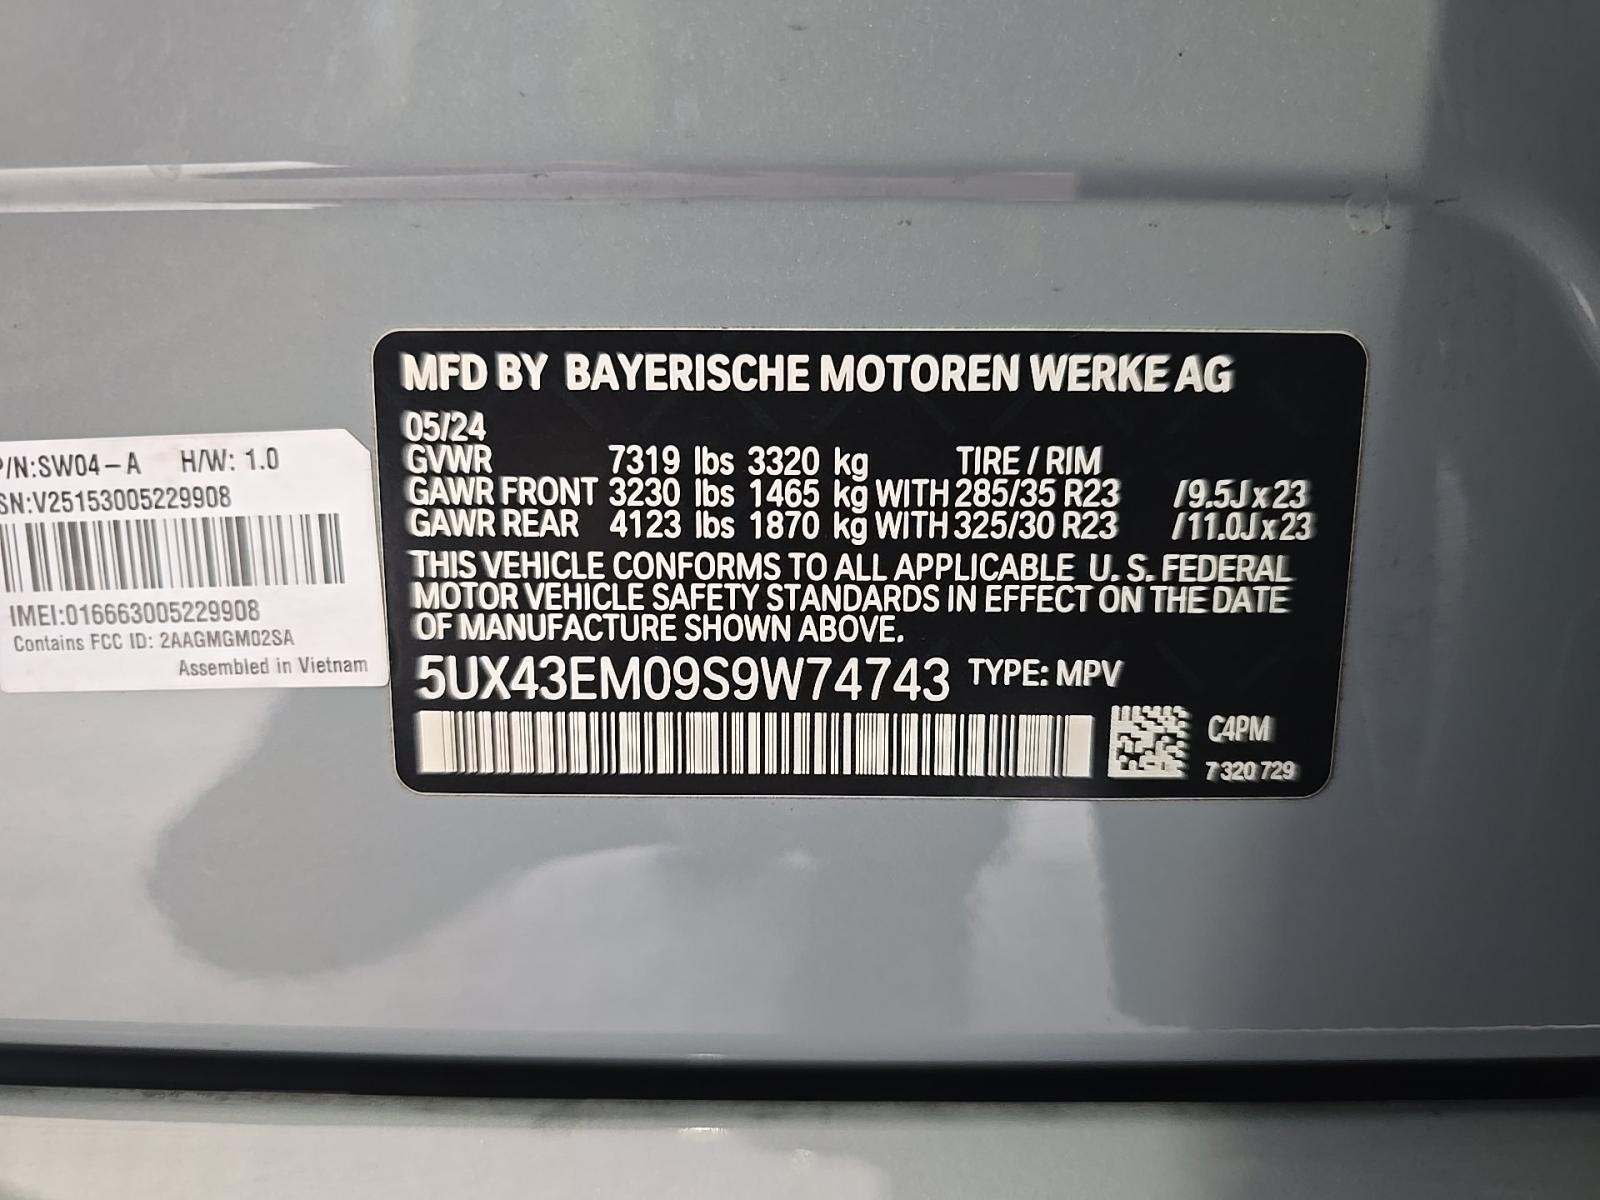 P/N:SW04-A H/W: 1.0
SN:V25153005229908
IMEI:016663005229908
Contains FCC ID: 2AAGMGM02SA
Assembled in Vietnam
MFD BY BAYERISCHE MOTOREN WERKE AG
05/24
GVWR 7319 lbs 3320 kg TIRE / RIM
GAWR FRONT 3230 lbs 1465 kg WITH 285/35 R23 /9.5J x 23
GAWR REAR 4123 lbs 1870 kg WITH 325/30 R23 /11.0J x 23
THIS VEHICLE CONFORMS TO ALL APPLICABLE U. S. FEDERAL
MOTOR VEHICLE SAFETY STANDARDS IN EFFECT ON THE DATE
OF MANUFACTURE SHOWN ABOVE.
5UX43EM09S9W74743 TYPE: MPV
C4PM
7 320 729